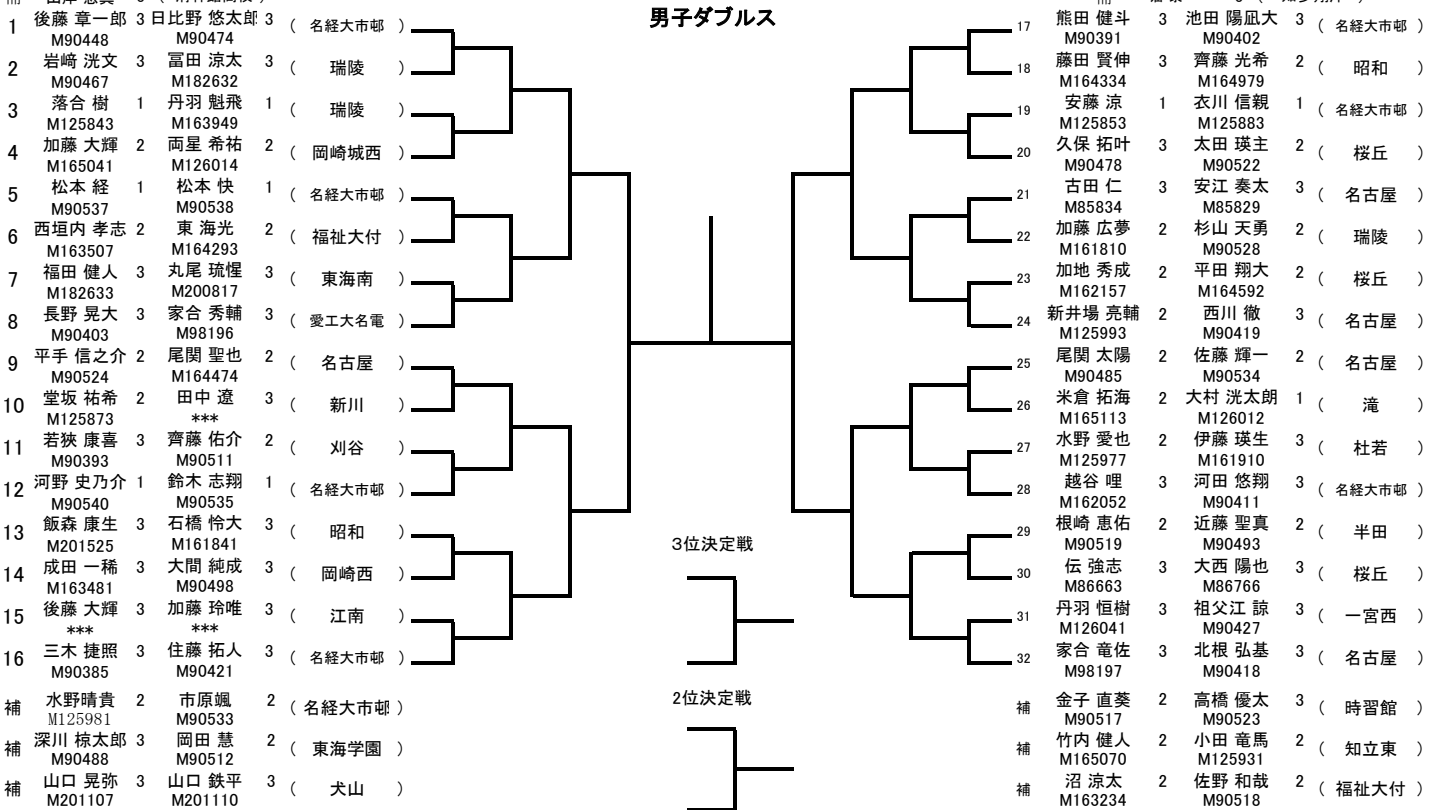 男子ダブルス
1 後藤 章一郎 3 日比野 悠太郎 3 ( 名経大市邨 )
M90448 M90474
2 岩﨑 洸文 3 冨田 涼太 3 ( 瑞陵 )
M90467 M182632
3 落合 樹 1 丹羽 魁飛 1 ( 瑞陵 )
M125843 M163949
4 加藤 大輝 2 両星 希祐 2 ( 岡崎城西 )
M165041 M126014
5 松本 経 1 松本 快 1 ( 名経大市邨 )
M90537 M90538
6 西垣内 孝志 2 東 海光 2 ( 福祉大付 )
M163507 M164293
7 福田 健人 3 丸尾 琉惺 3 ( 東海南 )
M182633 M200817
8 長野 晃大 3 家合 秀輔 3 ( 愛工大名電 )
M90403 M98196
9 平手 信之介 2 尾関 聖也 2 ( 名古屋 )
M90524 M164474
10 堂坂 祐希 2 田中 遼 3 ( 新川 )
M125873 ***
11 若狹 康喜 3 齊藤 佑介 2 ( 刈谷 )
M90393 M90511
12 河野 史乃介 1 鈴木 志翔 1 ( 名経大市邨 )
M90540 M90535
13 飯森 康生 3 石橋 怜大 3 ( 昭和 )
M201525 M161841
14 成田 一稀 3 大間 純成 3 ( 岡崎西 )
M163481 M90498
15 後藤 大輝 3 加藤 玲唯 3 ( 江南 )
*** ***
16 三木 捷照 3 住藤 拓人 3 ( 名経大市邨 )
M90385 M90421
補 水野晴貴 2 市原颯 2 ( 名経大市邨 )
M125981 M90533
補 深川 椋太郎 3 岡田 慧 2 ( 東海学園 )
M90488 M90512
補 山口 晃弥 3 山口 鉄平 3 ( 犬山 )
M201107 M201110
3位決定戦
2位決定戦
17 熊田 健斗 3 池田 陽凪大 3 ( 名経大市邨 )
M90391 M90402
18 藤田 賢伸 3 齊藤 光希 2 ( 昭和 )
M164334 M164979
19 安藤 涼 1 衣川 信親 1 ( 名経大市邨 )
M125853 M125883
20 久保 拓叶 3 太田 瑛主 2 ( 桜丘 )
M90478 M90522
21 古田 仁 3 安江 奏太 3 ( 名古屋 )
M85834 M85829
22 加藤 広夢 2 杉山 天勇 2 ( 瑞陵 )
M161810 M90528
23 加地 秀成 2 平田 翔大 2 ( 桜丘 )
M162157 M164592
24 新井場 亮輔 2 西川 徹 3 ( 名古屋 )
M125993 M90419
25 尾関 太陽 2 佐藤 輝一 2 ( 名古屋 )
M90485 M90534
26 米倉 拓海 2 大村 洸太朗 1 ( 滝 )
M165113 M126012
27 水野 愛也 2 伊藤 瑛生 3 ( 杜若 )
M125977 M161910
28 越谷 哩 3 河田 悠翔 3 ( 名経大市邨 )
M162052 M90411
29 根崎 恵佑 2 近藤 聖真 2 ( 半田 )
M90519 M90493
30 伝 強志 3 大西 陽也 3 ( 桜丘 )
M86663 M86766
31 丹羽 恒樹 3 祖父江 諒 3 ( 一宮西 )
M126041 M90427
32 家合 竜佐 3 北根 弘基 3 ( 名古屋 )
M98197 M90418
補 金子 直葵 2 高橋 優太 3 ( 時習館 )
M90517 M90523
補 竹内 健人 2 小田 竜馬 2 ( 知立東 )
M165070 M125931
補 沼 涼太 2 佐野 和哉 2 ( 福祉大付 )
M163234 M90518